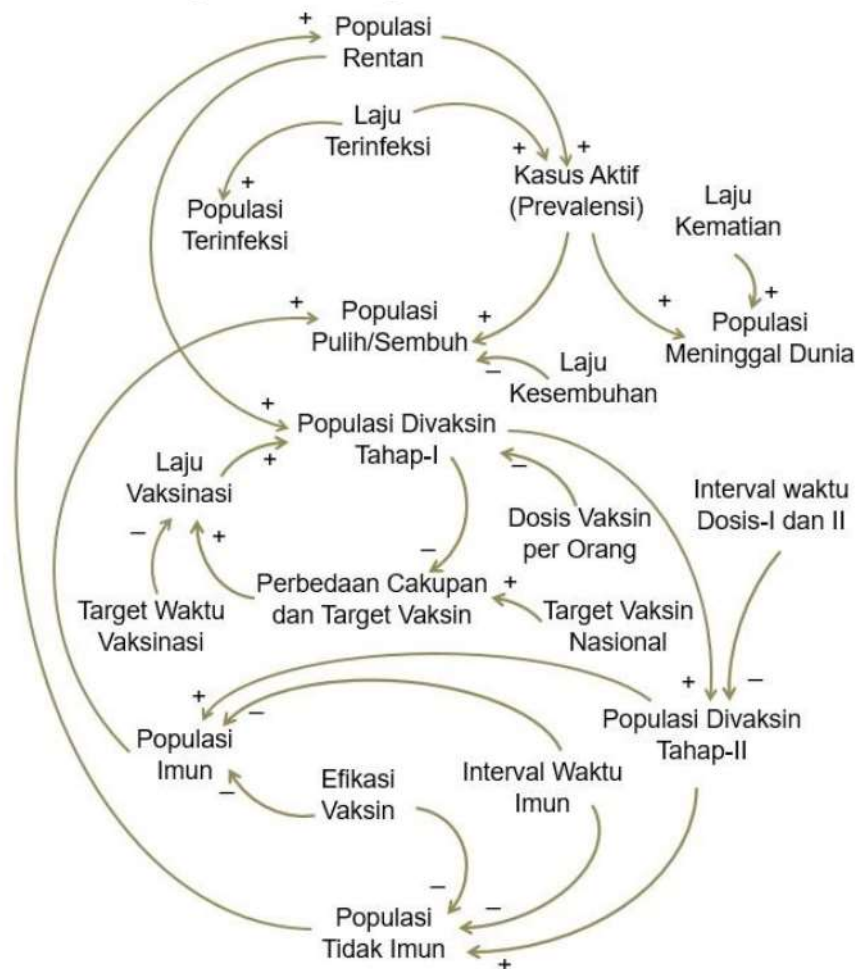 +
Populasi
Rentan
Laju
Terinfeksi
+
+
+
Populasi
Terinfeksi
Kasus Aktif
(Prevalensi)
Laju
Kematian
+
+
Populasi
Meninggal Dunia
+
Populasi
Pulih/Sembuh
+
–
Laju
Kesembuhan
+
Populasi Divaksin
Tahap-I
+
Laju
Vaksinasi
–
–
+
Dosis Vaksin
per Orang
Interval waktu
Dosis-I dan II
–
Target Waktu
Vaksinasi
Perbedaan Cakupan
dan Target Vaksin
+
Target Vaksin
Nasional
+
–
Populasi Divaksin
Tahap-II
+
–
Populasi
Imun
–
Efikasi
Vaksin
Interval Waktu
Imun
–
–
Populasi
Tidak Imun
+